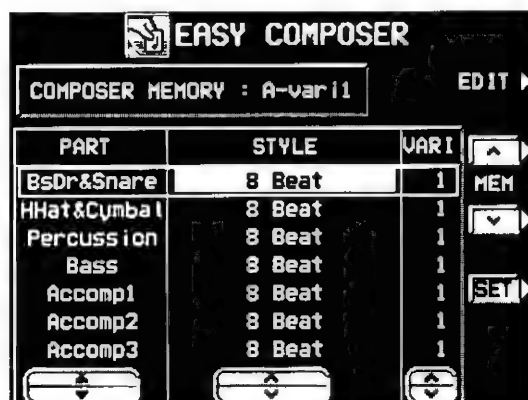 EASY COMPOSER
COMPOSER MEMORY : A-vari1
EDIT
PART STYLE VARI
BsDr&Snare 8 Beat 1
MEM
HHat&Cymbal 8 Beat 1
Percussion 8 Beat 1
Bass 8 Beat 1
Accomp1 8 Beat 1
SET
Accomp2 8 Beat 1
Accomp3 8 Beat 1